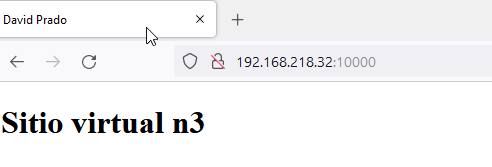 David Prado
192.168.218.32:10000
Sitio virtual n3